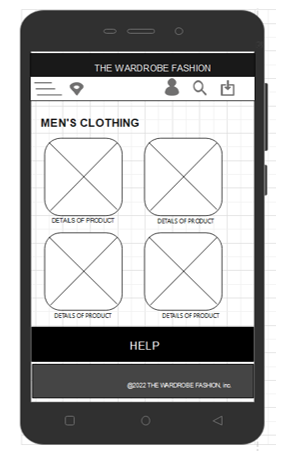 THE WARDROBE FASHION
MEN'S CLOTHING
DETAILS OF PRODUCT DETAILS OF PRODUCT
DETAILS OF PRODUCT DETAILS OF PRODUCT
HELP
@2022 THE WARDROBE FASHION, inc.